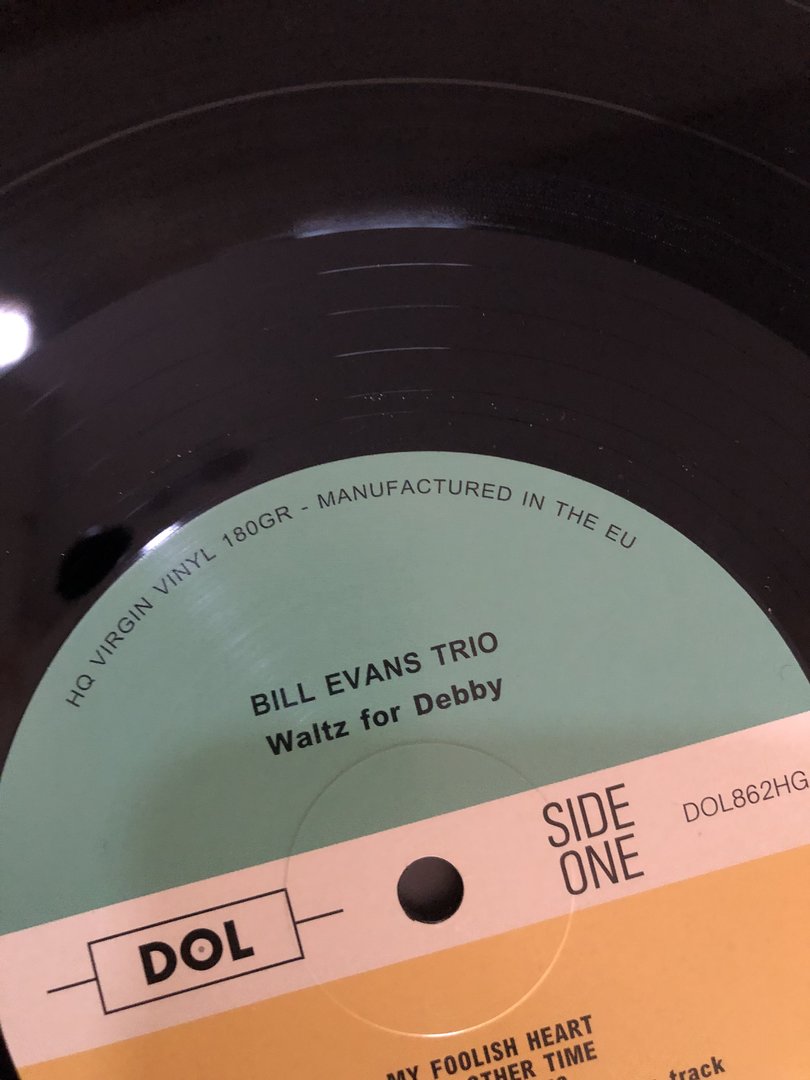 HQ VIRGIN VINYL 180GR - MANUFACTURED IN THE EU
BILL EVANS TRIO
Waltz for Debby
SIDE
ONE
DOL862HG
DOL
MY FOOLISH HEART
OTHER TIME
track